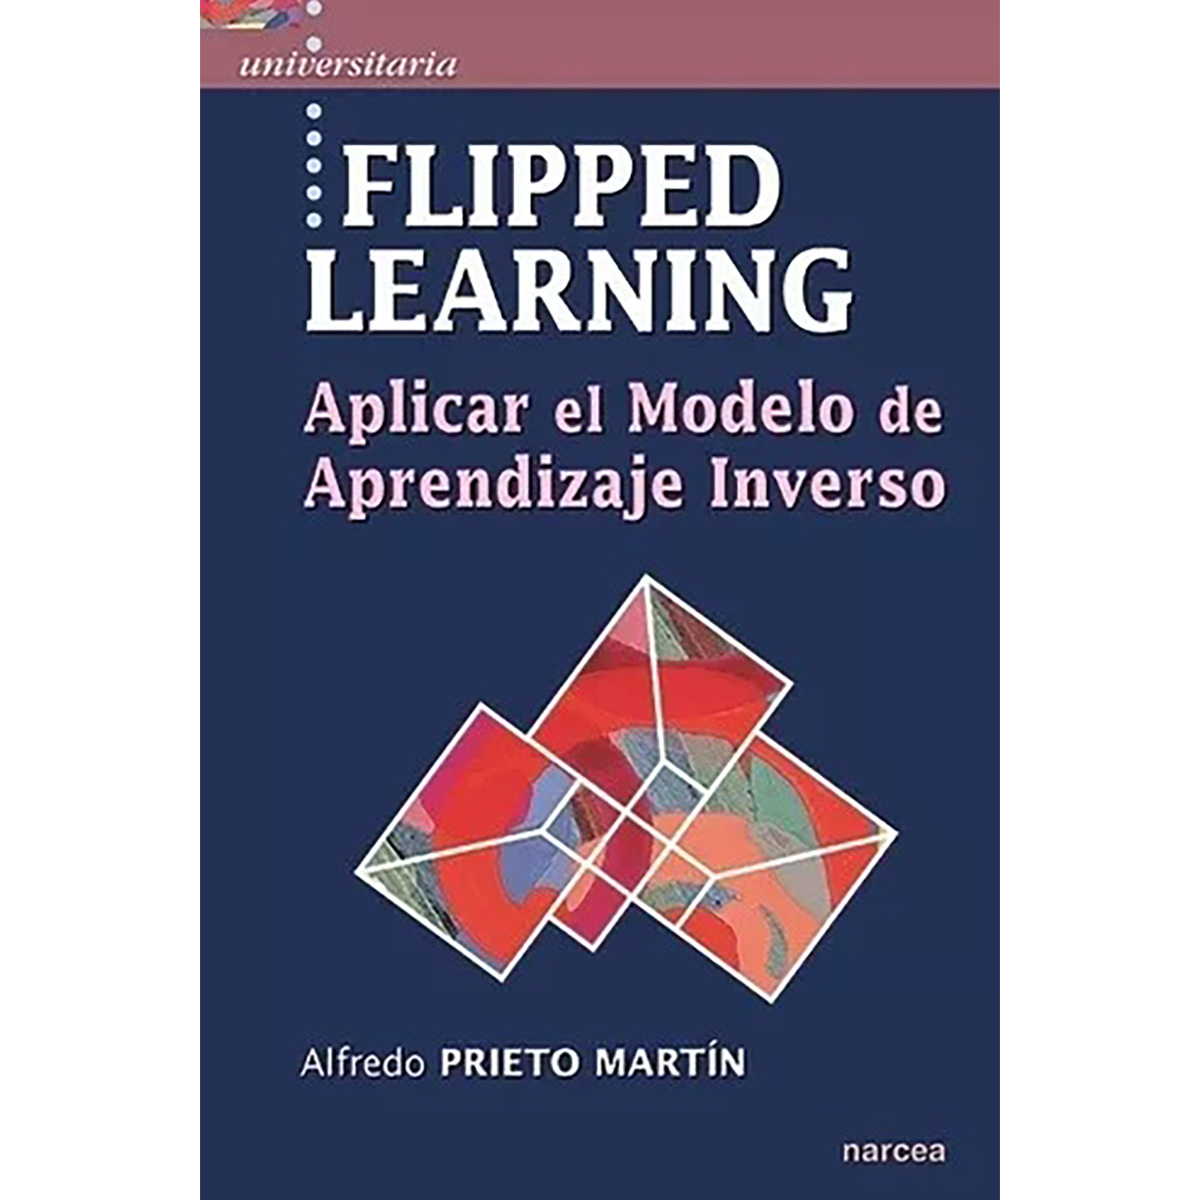 universitaria
FLIPPED
LEARNING
Aplicar el Modelo de
Aprendizaje Inverso
Alfredo PRIETO MARTÍN
narcea